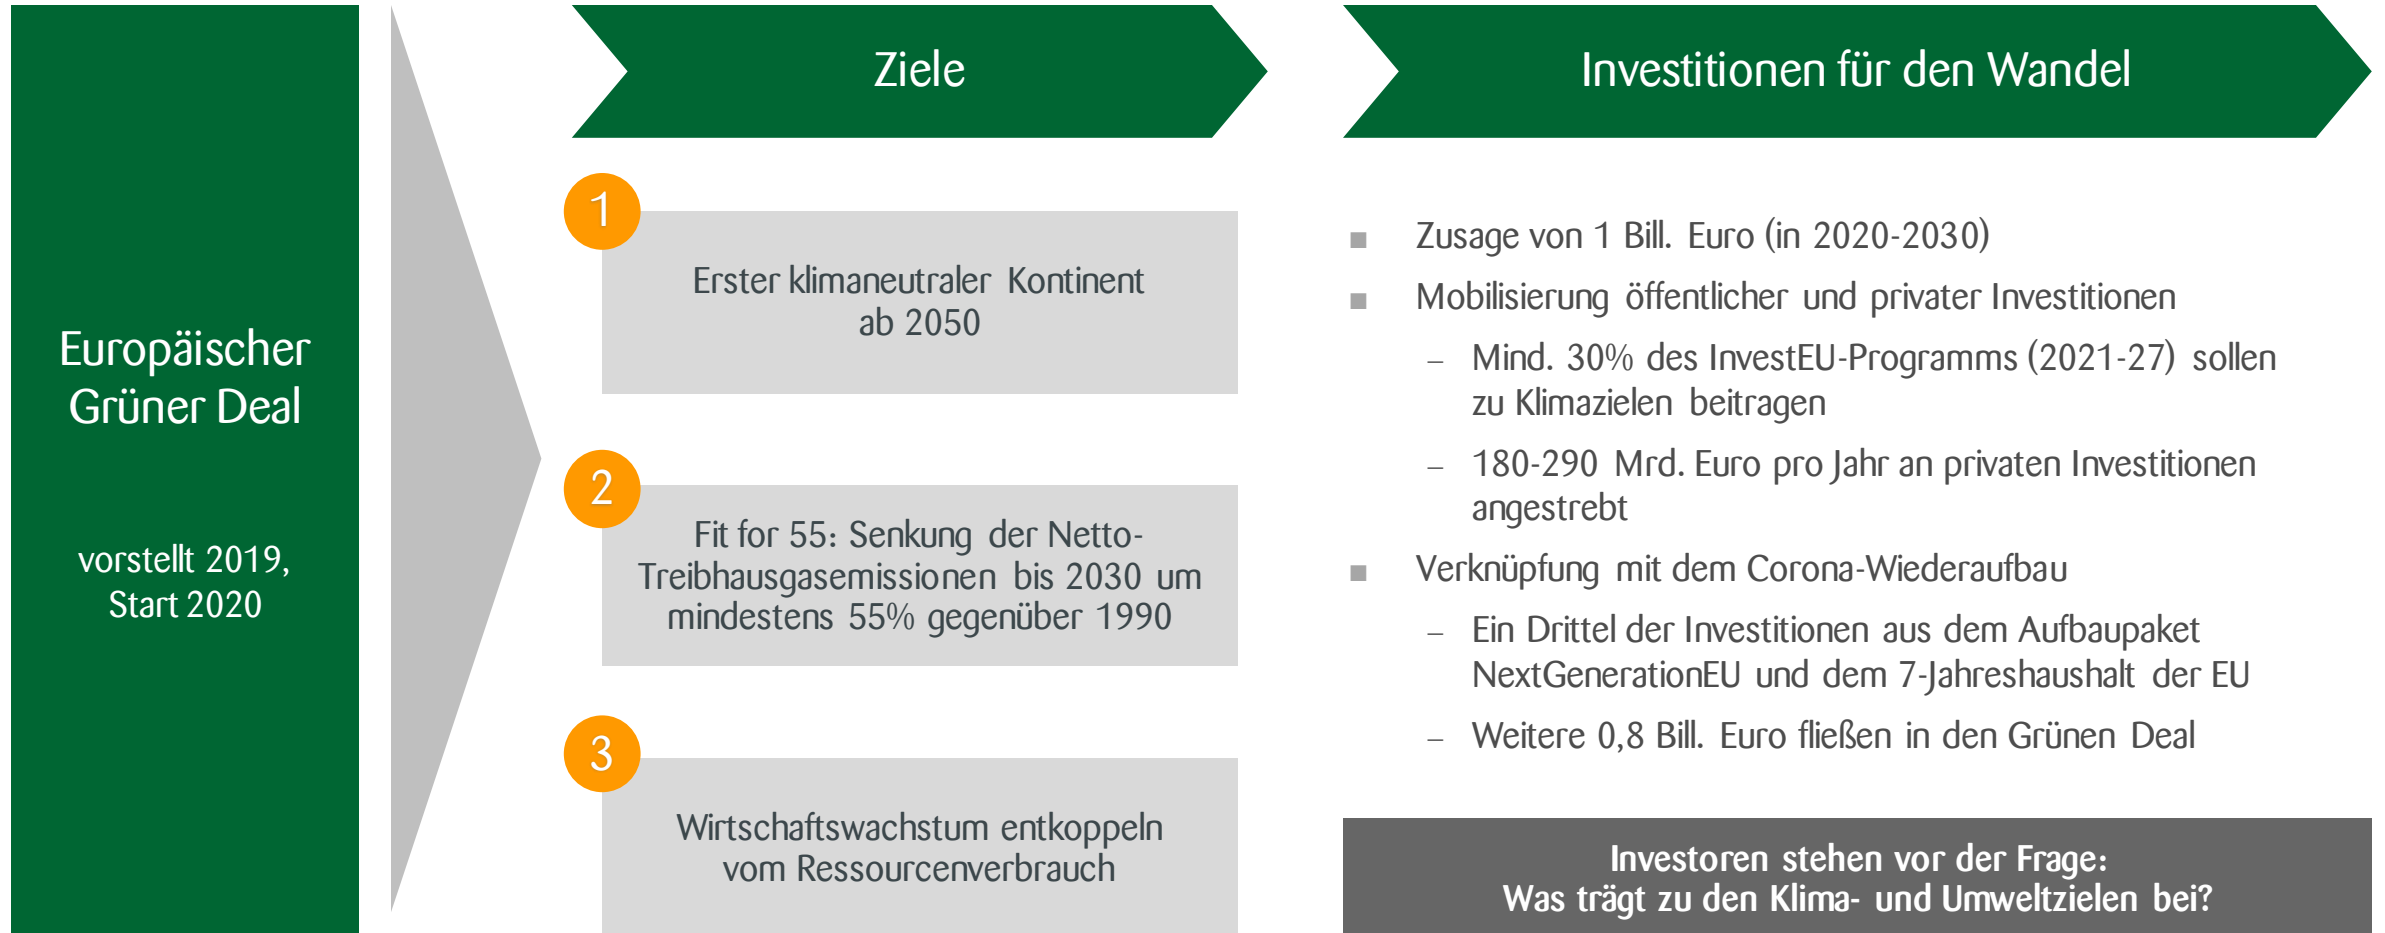 Europäischer
Grüner Deal
vorstellt 2019,
Start 2020
Ziele
1
Erster klimaneutraler Kontinent
ab 2050
2
Fit for 55: Senkung der Netto-
Treibhausgasemissionen bis 2030 um
mindestens 55% gegenüber 1990
3
Wirtschaftswachstum entkoppeln
vom Ressourcenverbrauch
Investitionen für den Wandel
■ Zusage von 1 Bill. Euro (in 2020-2030)
■ Mobilisierung öffentlicher und privater Investitionen
– Mind. 30% des InvestEU-Programms (2021-27) sollen
zu Klimazielen beitragen
– 180-290 Mrd. Euro pro Jahr an privaten Investitionen
angestrebt
■ Verknüpfung mit dem Corona-Wiederaufbau
– Ein Drittel der Investitionen aus dem Aufbaupaket
NextGenerationEU und dem 7-Jahreshaushalt der EU
– Weitere 0,8 Bill. Euro fließen in den Grünen Deal
Investoren stehen vor der Frage:
Was trägt zu den Klima- und Umweltzielen bei?